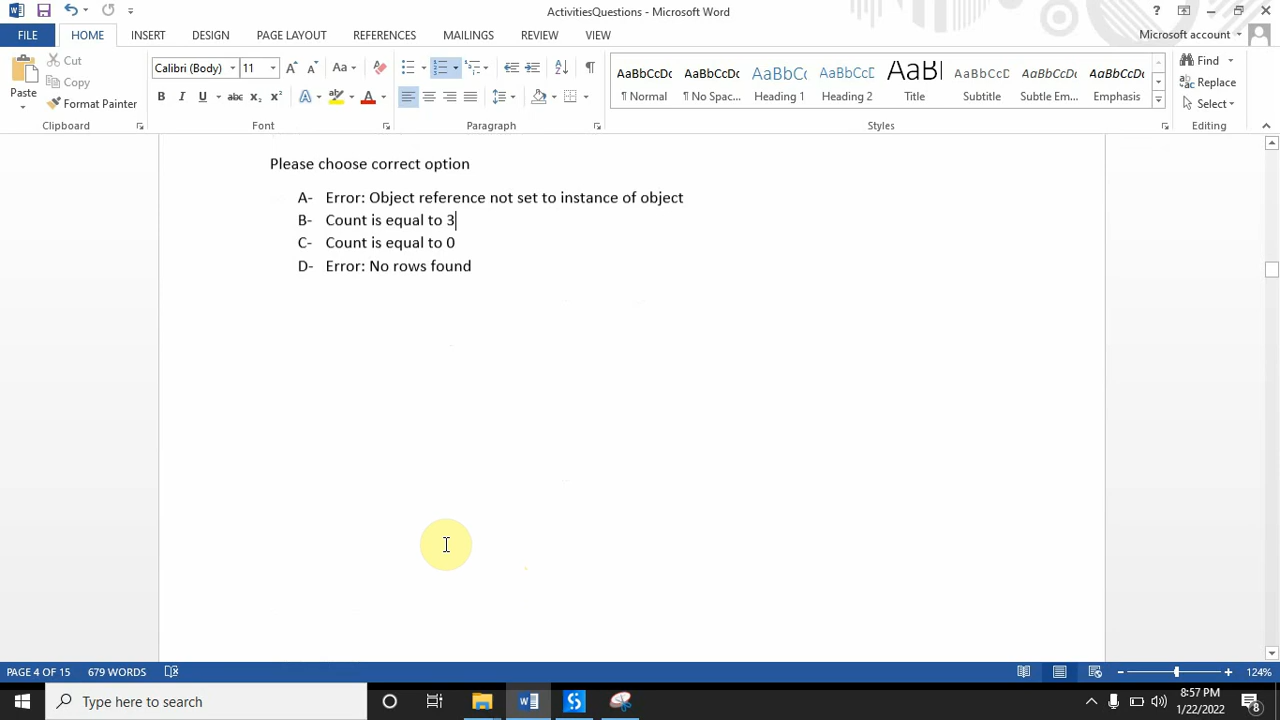 ActivitiesQuestions - Microsoft Word
FILE HOME INSERT DESIGN PAGE LAYOUT REFERENCES MAILINGS REVIEW VIEW Microsoft account
Paste
Cut
Copy
Format Painter
Clipboard
Calibri (Body) 11
Font
Paragraph
AaBbCcDc AaBbCcDc AaBbCc AaBbCcC AaBl AaBbCcD AaBbCcDc AaBbCcDc
¶ Normal ¶ No Spac... Heading 1 Heading 2 Title Subtitle Subtle Em... Emphasis
Styles
Find
Replace
Select
Editing
Please choose correct option
A- Error: Object reference not set to instance of object
B- Count is equal to 3
C- Count is equal to 0
D- Error: No rows found
PAGE 4 OF 15 679 WORDS 124%
Type here to search
8:57 PM
1/22/2022
8